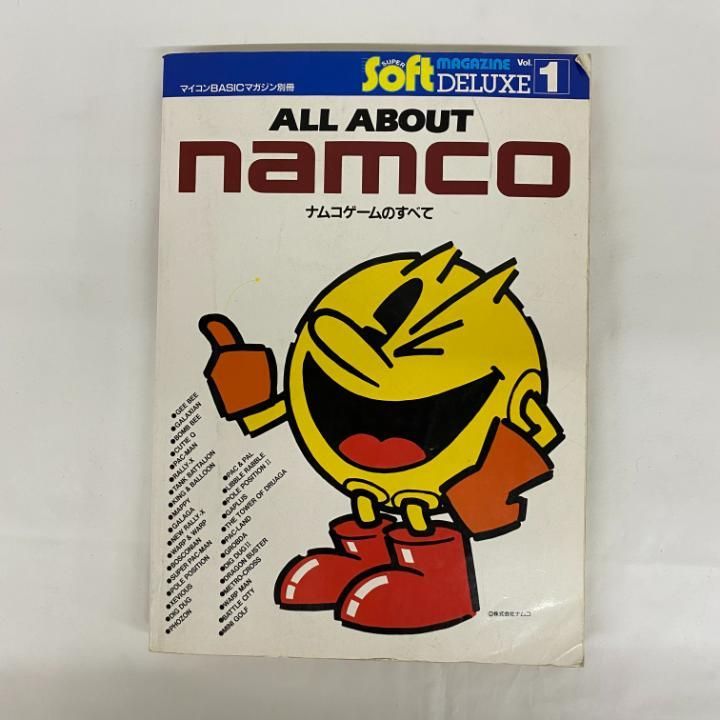 マイコンBASICマガジン別冊
SUPER
Soft MAGAZINE Vol. 1
DELUXE
ALL ABOUT
namco
ナムコゲームのすべて
●GEE BEE
●GALAXIAN
●BOMB BEE
●CUTIE Q
●PAC-MAN
●RALLY-X
●TANK BATTALION
●KING & BALLOON
●MAPPY
●GALAGA
●NEW RALLY-X
●WARP & WARP
●BOSCONIAN
●SUPER PAC-MAN
●POLE POSITION
●XEVIOUS
●DIG DUG
●PHOZON
●PAC & PAL
●LIBBLE RABBLE
●POLE POSITION II
●GAPLUS
●THE TOWER OF DRUAGA
●PAC-LAND
●GROBDA
●DIG DUG II
●DRAGON BUSTER
●METRO-CROSS
●WARP MAN
●BATTLE CITY
●MINI GOLF
©株式会社ナムコ